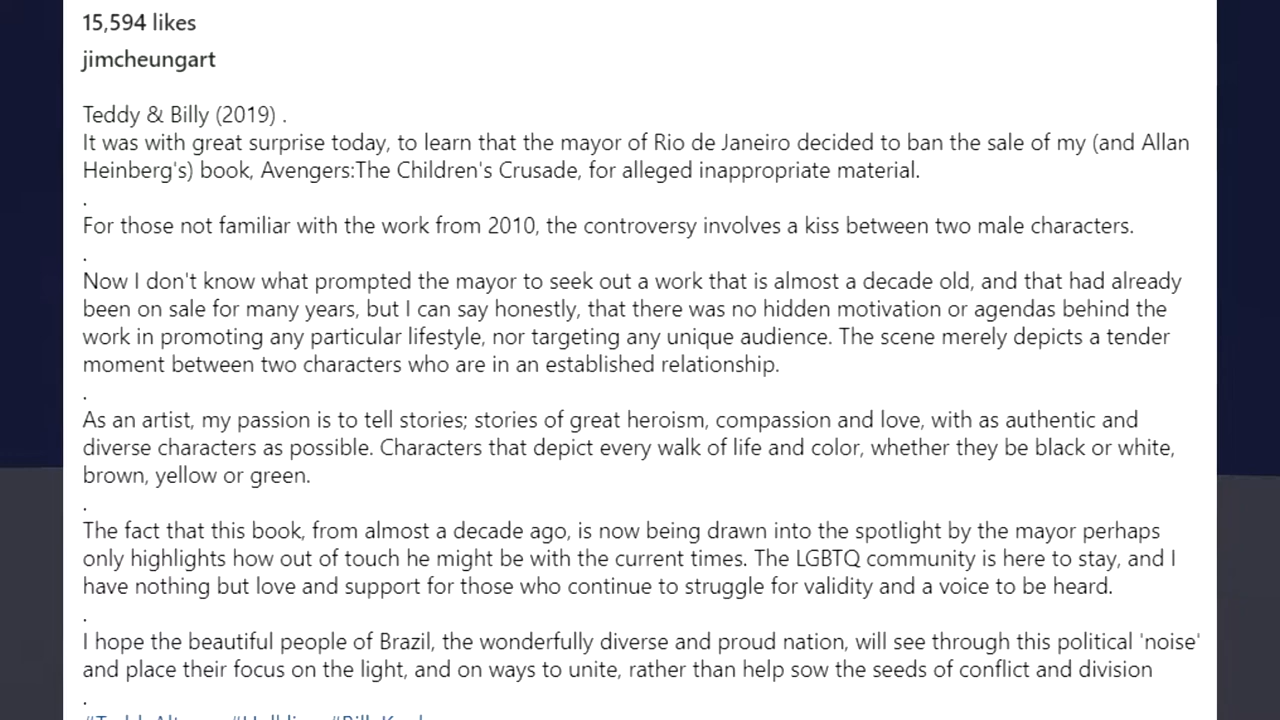 15,594 likes
jimcheungart
Teddy & Billy (2019) .
It was with great surprise today, to learn that the mayor of Rio de Janeiro decided to ban the sale of my (and Allan
Heinberg's) book, Avengers:The Children's Crusade, for alleged inappropriate material.
.
For those not familiar with the work from 2010, the controversy involves a kiss between two male characters.
.
Now I don't know what prompted the mayor to seek out a work that is almost a decade old, and that had already
been on sale for many years, but I can say honestly, that there was no hidden motivation or agendas behind the
work in promoting any particular lifestyle, nor targeting any unique audience. The scene merely depicts a tender
moment between two characters who are in an established relationship.
.
As an artist, my passion is to tell stories; stories of great heroism, compassion and love, with as authentic and
diverse characters as possible. Characters that depict every walk of life and color, whether they be black or white,
brown, yellow or green.
.
The fact that this book, from almost a decade ago, is now being drawn into the spotlight by the mayor perhaps
only highlights how out of touch he might be with the current times. The LGBTQ community is here to stay, and I
have nothing but love and support for those who continue to struggle for validity and a voice to be heard.
.
I hope the beautiful people of Brazil, the wonderfully diverse and proud nation, will see through this political 'noise'
and place their focus on the light, and on ways to unite, rather than help sow the seeds of conflict and division
.